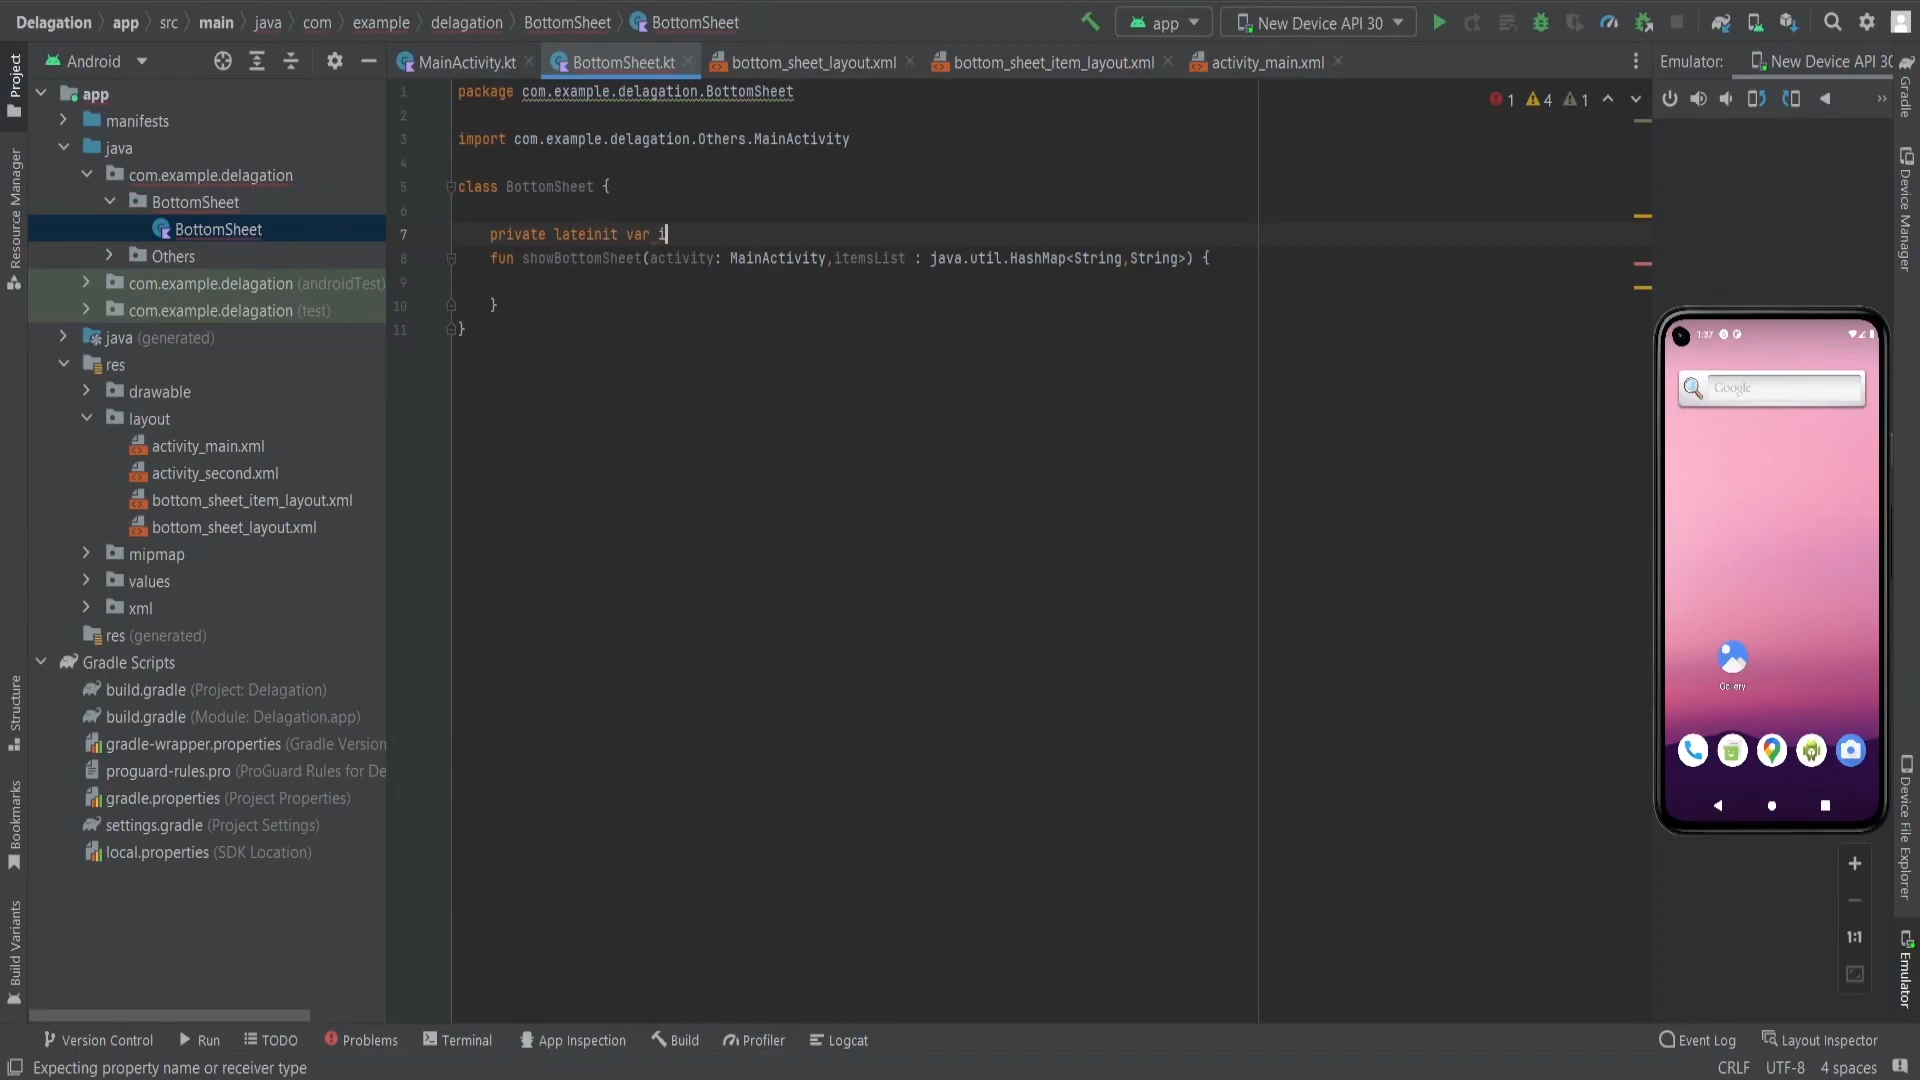 Delagation app src main java com example delagation BottomSheet BottomSheet app New Device API 30
Android MainActivity.kt BottomSheet.kt bottom_sheet_layout.xml bottom_sheet_item_layout.xml activity_main.xml Emulator: New Device API 30
Project
Resource Manager
Structure
Bookmarks
Build Variants
app
manifests
java
com.example.delagation
BottomSheet
BottomSheet
Others
com.example.delagation (androidTest)
com.example.delagation (test)
java (generated)
res
drawable
layout
activity_main.xml
activity_second.xml
bottom_sheet_item_layout.xml
bottom_sheet_layout.xml
mipmap
values
xml
res (generated)
Gradle Scripts
build.gradle (Project: Delagation)
build.gradle (Module: Delagation.app)
gradle-wrapper.properties (Gradle Version
proguard-rules.pro (ProGuard Rules for De
gradle.properties (Project Properties)
settings.gradle (Project Settings)
local.properties (SDK Location)
1 package com.example.delagation.BottomSheet
2
3 import com.example.delagation.Others.MainActivity
4
5 class BottomSheet {
6
7 private lateinit var i
8 fun showBottomSheet(activity: MainActivity,itemsList : java.util.HashMap<String,String>) {
9
10 }
11 }
1 4 1
1:37
Google
Gallery
1:1
Gradle
Device Manager
Device File Explorer
Emulator
Version Control Run TODO Problems Terminal App Inspection Build Profiler Logcat Event Log Layout Inspector
Expecting property name or receiver type CRLF UTF-8 4 spaces